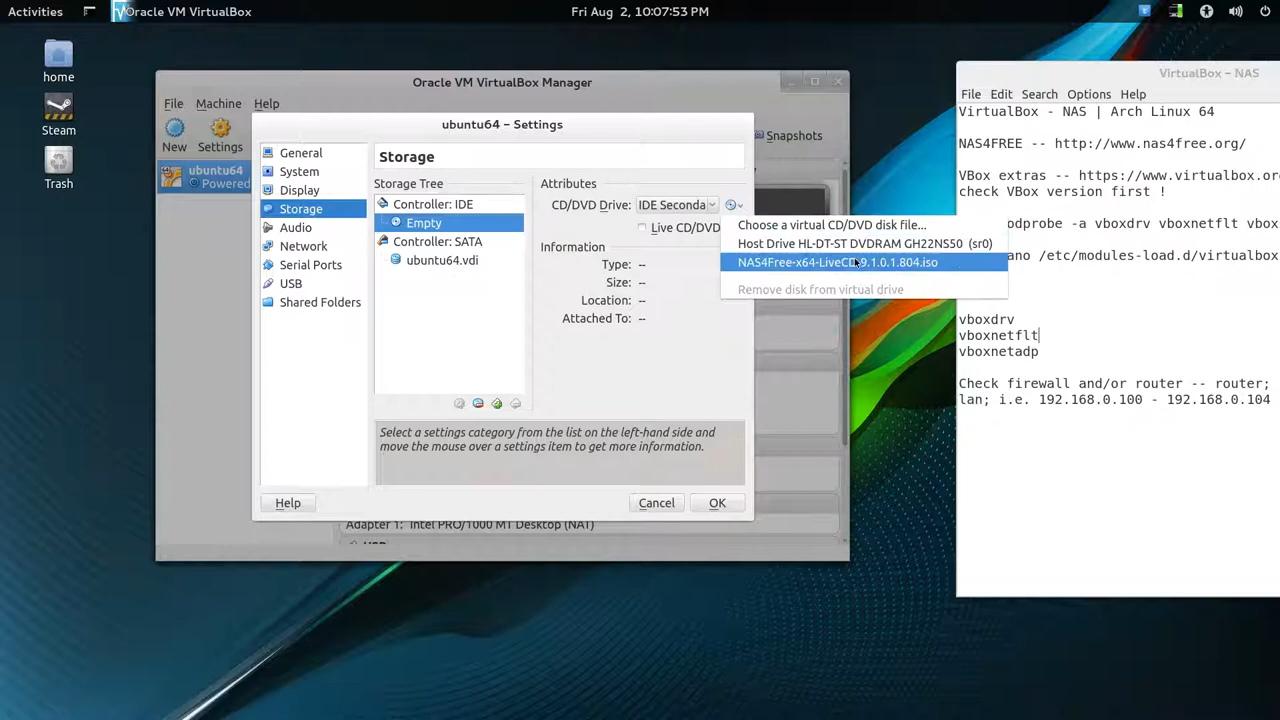 Activities
Oracle VM VirtualBox
Fri Aug 2, 10:07:53 PM
home
Steam
Trash
Oracle VM VirtualBox Manager
File Machine Help
New
Settings
Snapshots
ubuntu64
Powered
ubuntu64 – Settings
General
System
Display
Storage
Audio
Network
Serial Ports
USB
Shared Folders
Storage
Storage Tree
Controller: IDE
Empty
Controller: SATA
ubuntu64.vdi
Attributes
CD/DVD Drive: IDE Seconda
Live CD/DVD
Information
Type: --
Size: --
Location: --
Attached To: --
Choose a virtual CD/DVD disk file...
Host Drive HL-DT-ST DVDRAM GH22NS50 (sr0)
NAS4Free-x64-LiveCD-9.1.0.1.804.iso
Remove disk from virtual drive
Select a settings category from the list on the left-hand side and
move the mouse over a settings item to get more information.
Help
Cancel
OK
Adapter 1: Intel PRO/1000 MT Desktop (NAT)
VirtualBox – NAS
File Edit Search Options Help
VirtualBox - NAS | Arch Linux 64
NAS4FREE -- http://www.nas4free.org/
VBox extras -- https://www.virtualbox.
check VBox version first !
odprobe -a vboxdrv vboxnetflt vbox
ano /etc/modules-load.d/virtualbox
vboxdrv
vboxnetflt
vboxnetadp
Check firewall and/or router -- router;
lan; i.e. 192.168.0.100 - 192.168.0.104